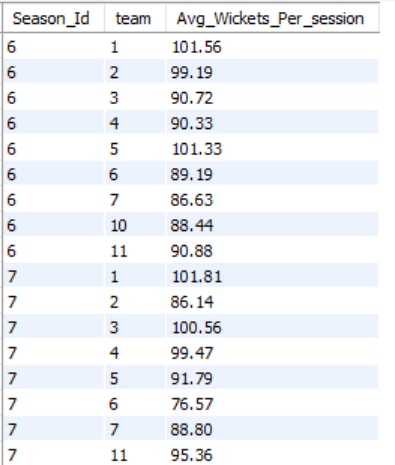 Season_Id team Avg_Wickets_Per_session
6 1 101.56
6 2 99.19
6 3 90.72
6 4 90.33
6 5 101.33
6 6 89.19
6 7 86.63
6 10 88.44
6 11 90.88
7 1 101.81
7 2 86.14
7 3 100.56
7 4 99.47
7 5 91.79
7 6 76.57
7 7 88.80
7 11 95.36